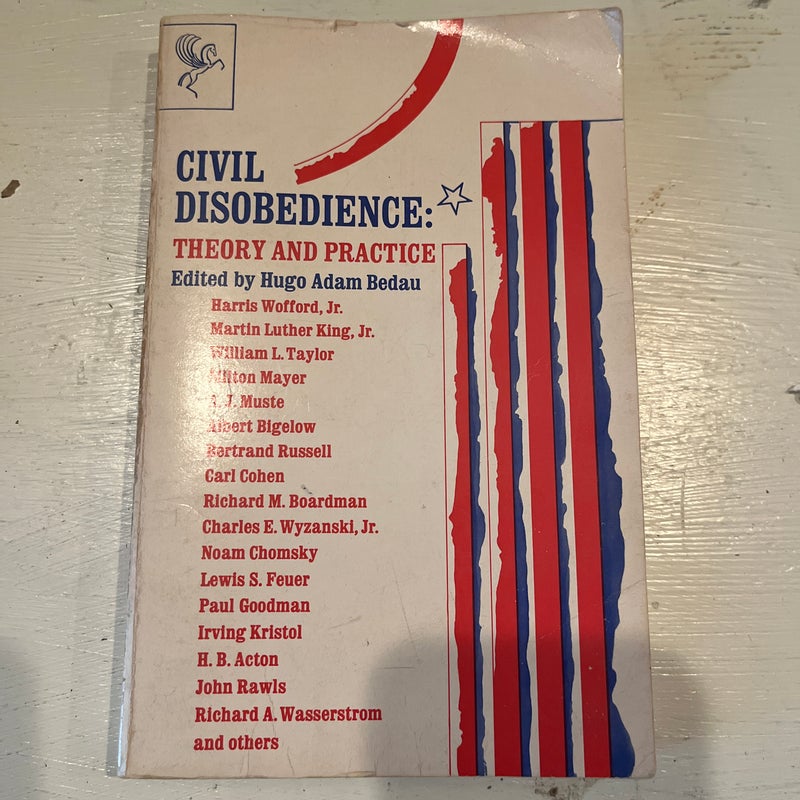 CIVIL
DISOBEDIENCE:
THEORY AND PRACTICE
Edited by Hugo Adam Bedau
Harris Wofford, Jr.
Martin Luther King, Jr.
William L. Taylor
Milton Mayer
A. J. Muste
Albert Bigelow
Bertrand Russell
Carl Cohen
Richard M. Boardman
Charles E. Wyzanski, Jr.
Noam Chomsky
Lewis S. Feuer
Paul Goodman
Irving Kristol
H. B. Acton
John Rawls
Richard A. Wasserstrom
and others